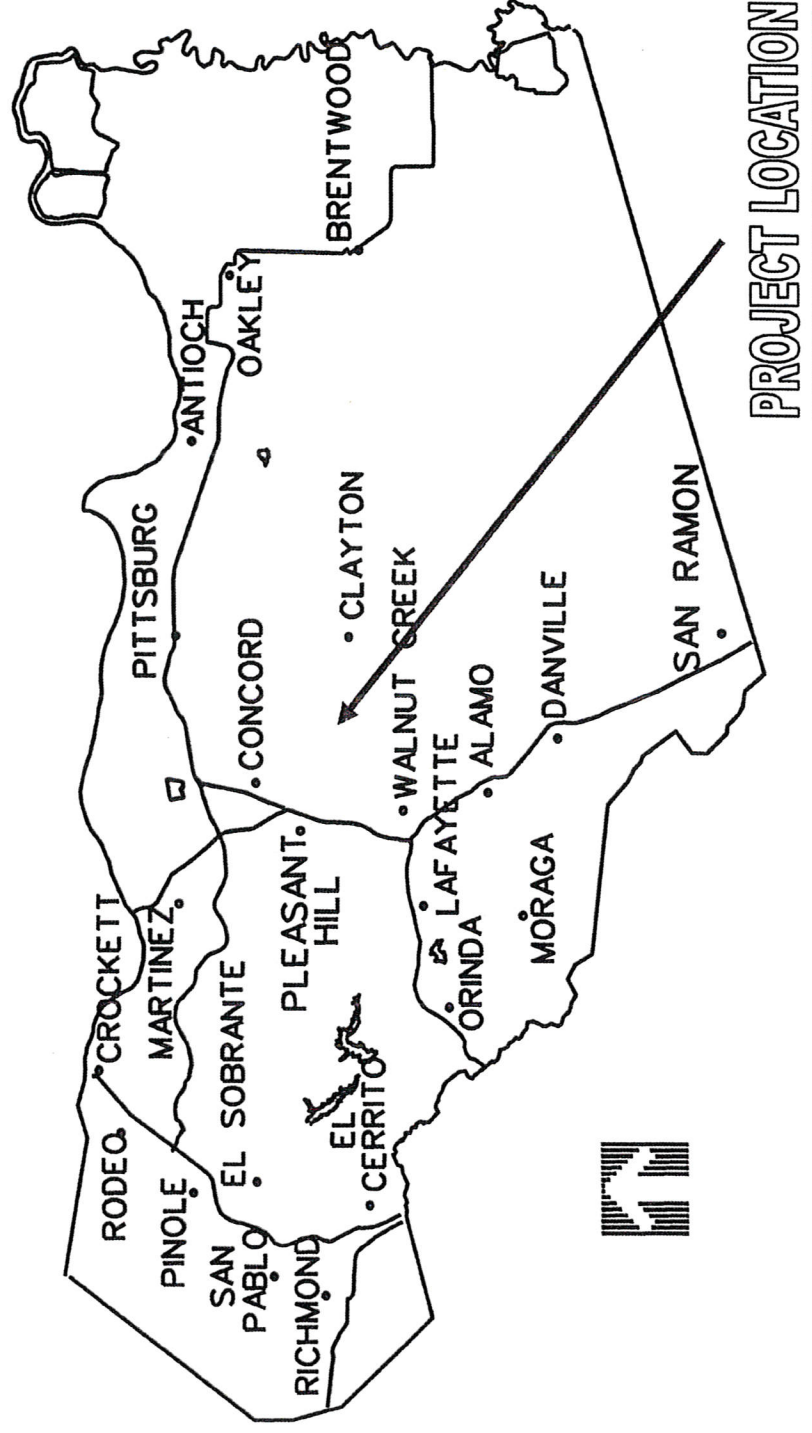 CROCKETT
RODEO
MARTINEZ
PINOLE
EL SOBRANTE
SAN
PABLO
RICHMOND
EL
CERRITO
PLEASANT
HILL
PITTSBURG
ANTIOCH
OAKLEY
BRENTWOOD
CONCORD
CLAYTON
WALNUT CREEK
LAFAYETTE
ORINDA
ALAMO
MORAGA
DANVILLE
SAN RAMON
PROJECT LOCATION